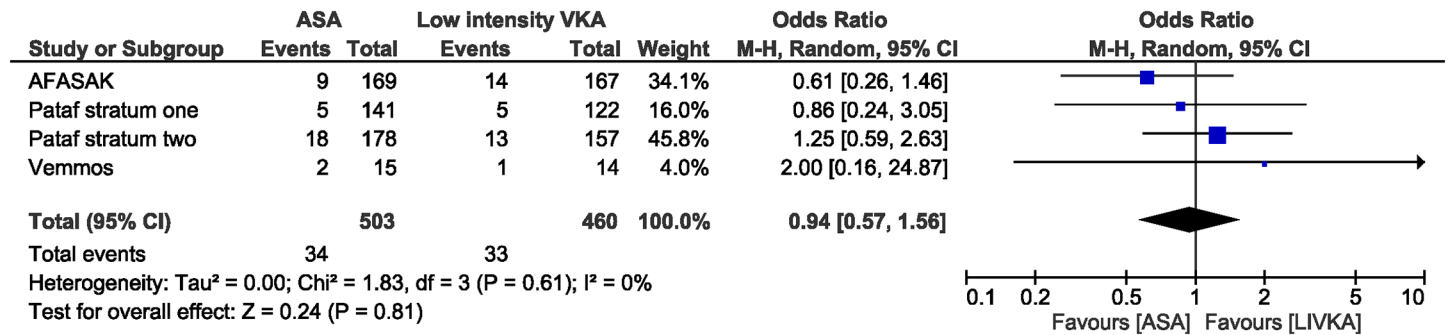 ASA Low intensity VKA Odds Ratio Odds Ratio
Study or Subgroup Events Total Events Total Weight M-H, Random, 95% CI M-H, Random, 95% CI
AFASAK 9 169 14 167 34.1% 0.61 [0.26, 1.46]
Pataf stratum one 5 141 5 122 16.0% 0.86 [0.24, 3.05]
Pataf stratum two 18 178 13 157 45.8% 1.25 [0.59, 2.63]
Vemmos 2 15 1 14 4.0% 2.00 [0.16, 24.87]
Total (95% CI) 503 460 100.0% 0.94 [0.57, 1.56]
Total events 34 33
Heterogeneity: Tau² = 0.00; Chi² = 1.83, df = 3 (P = 0.61); I² = 0%
Test for overall effect: Z = 0.24 (P = 0.81)
0.1 0.2 0.5 1 2 5 10
Favours [ASA] Favours [LIVKA]